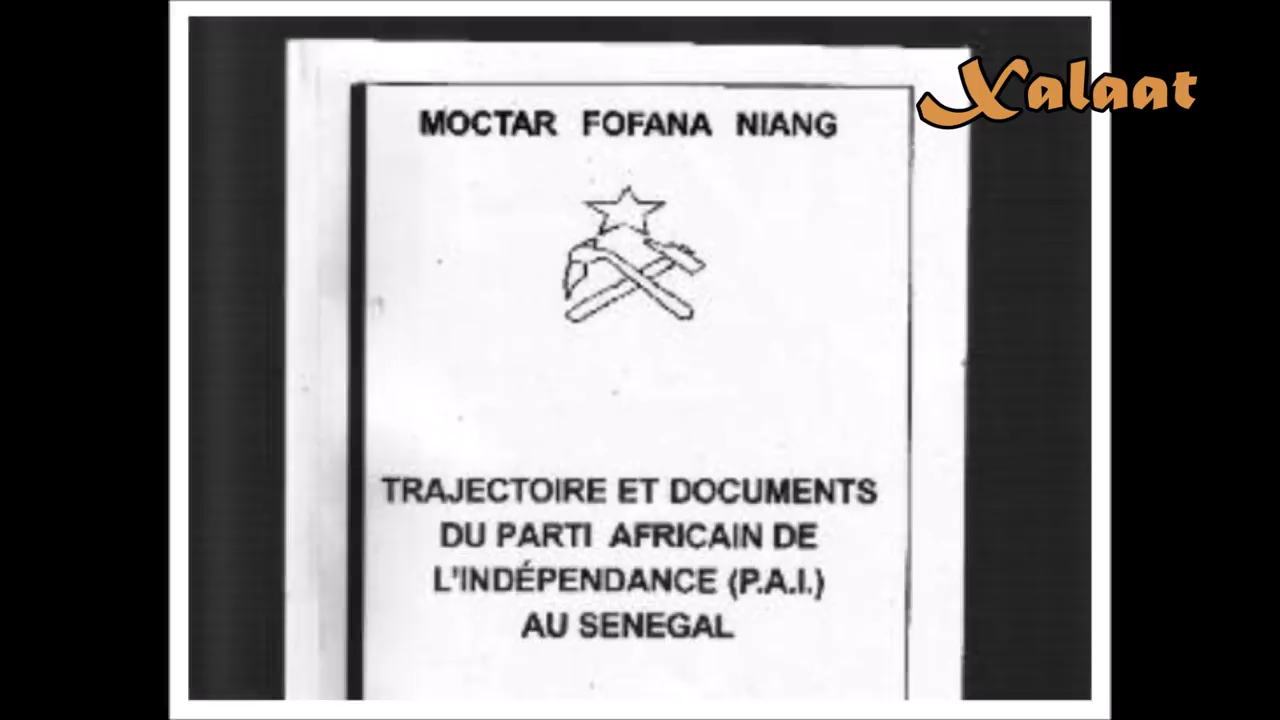 Xalaat
MOCTAR FOFANA NIANG
TRAJECTOIRE ET DOCUMENTS
DU PARTI AFRICAIN DE
L'INDÉPENDANCE (P.A.I.)
AU SENEGAL